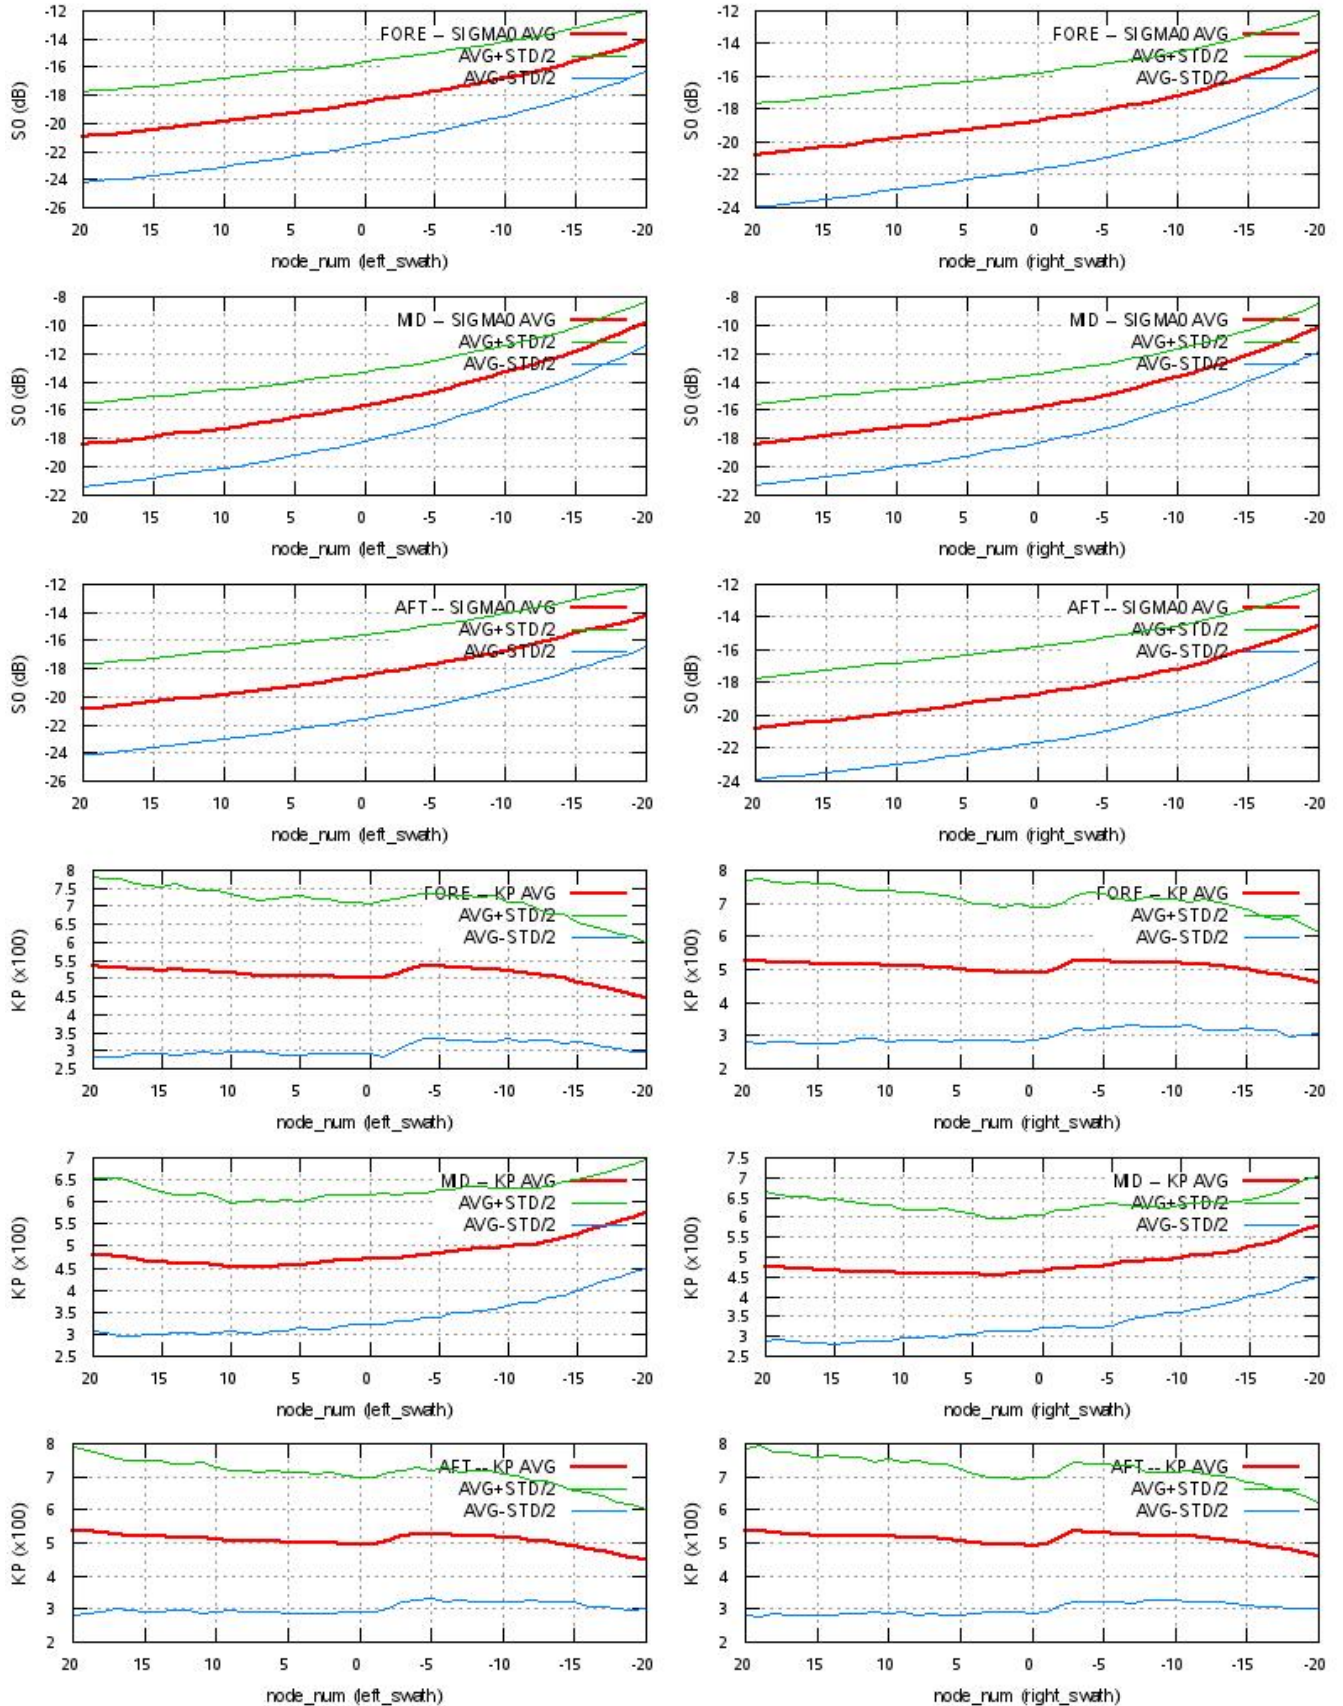 S0 (dB)
-12
-14
-16
-18
-20
-22
-24
-26
FORE – SIGMA0 AVG
AVG+STD/2
AVG-STD/2
20 15 10 5 0 -5 -10 -15 -20
node_num (left_swath)
S0 (dB)
-12
-14
-16
-18
-20
-22
-24
FORE – SIGMA0 AVG
AVG+STD/2
AVG-STD/2
20 15 10 5 0 -5 -10 -15 -20
node_num (right_swath)
S0 (dB)
-8
-10
-12
-14
-16
-18
-20
-22
MID – SIGMA0 AVG
AVG+STD/2
AVG-STD/2
20 15 10 5 0 -5 -10 -15 -20
node_num (left_swath)
S0 (dB)
-8
-10
-12
-14
-16
-18
-20
-22
MID – SIGMA0 AVG
AVG+STD/2
AVG-STD/2
20 15 10 5 0 -5 -10 -15 -20
node_num (right_swath)
S0 (dB)
-12
-14
-16
-18
-20
-22
-24
-26
AFT -- SIGMA0 AVG
AVG+STD/2
AVG-STD/2
20 15 10 5 0 -5 -10 -15 -20
node_num (left_swath)
S0 (dB)
-12
-14
-16
-18
-20
-22
-24
AFT -- SIGMA0 AVG
AVG+STD/2
AVG-STD/2
20 15 10 5 0 -5 -10 -15 -20
node_num (right_swath)
KP (x100)
8
7.5
7
6.5
6
5.5
5
4.5
4
3.5
3
2.5
FORE – KP AVG
AVG+STD/2
AVG-STD/2
20 15 10 5 0 -5 -10 -15 -20
node_num (left_swath)
KP (x100)
8
7
6
5
4
3
2
FORE – KP AVG
AVG+STD/2
AVG-STD/2
20 15 10 5 0 -5 -10 -15 -20
node_num (right_swath)
KP (x100)
7
6.5
6
5.5
5
4.5
4
3.5
3
2.5
MID – KP AVG
AVG+STD/2
AVG-STD/2
20 15 10 5 0 -5 -10 -15 -20
node_num (left_swath)
KP (x100)
7.5
7
6.5
6
5.5
5
4.5
4
3.5
3
2.5
MID – KP AVG
AVG+STD/2
AVG-STD/2
20 15 10 5 0 -5 -10 -15 -20
node_num (right_swath)
KP (x100)
8
7
6
5
4
3
2
AFT -- KP AVG
AVG+STD/2
AVG-STD/2
20 15 10 5 0 -5 -10 -15 -20
node_num (left_swath)
KP (x100)
8
7
6
5
4
3
2
AFT -- KP AVG
AVG+STD/2
AVG-STD/2
20 15 10 5 0 -5 -10 -15 -20
node_num (right_swath)